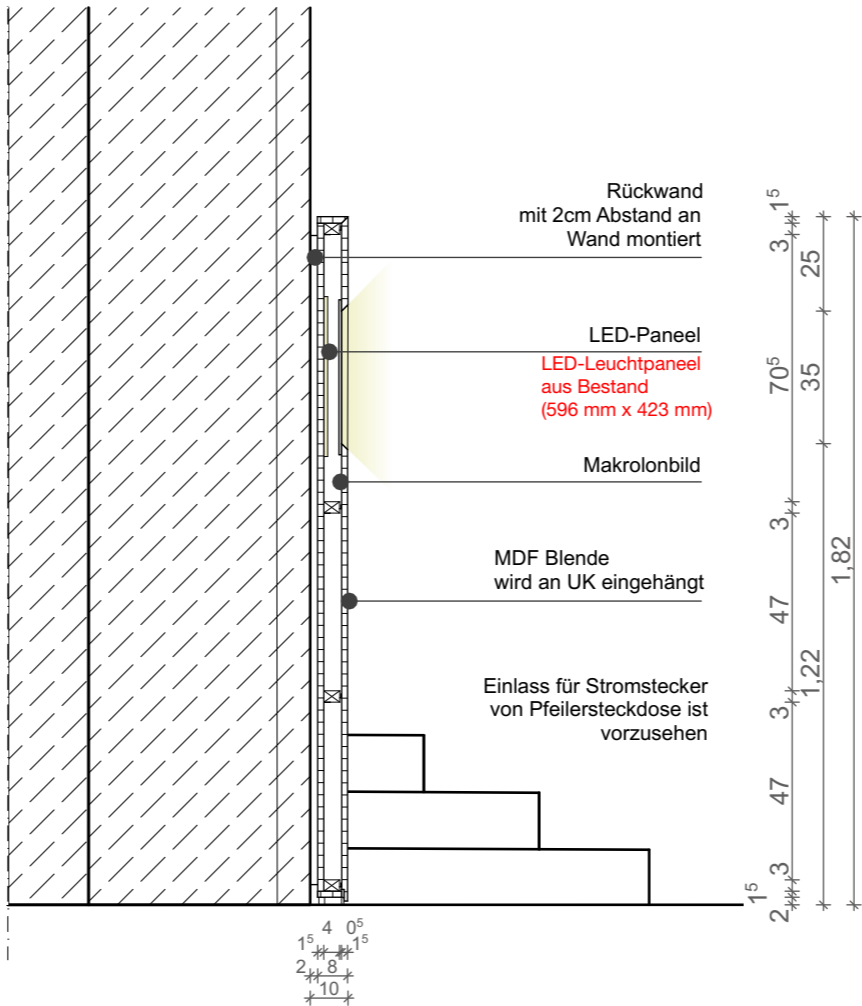 Rückwand
mit 2cm Abstand an
Wand montiert
LED-Paneel
LED-Leuchtpaneel
aus Bestand
(596 mm x 423 mm)
Makrolonbild
MDF Blende
wird an UK eingehängt
Einlass für Stromstecker
von Pfeilersteckdose ist
vorzusehen
1⁵
3
70⁵
3
47
3
47
3
1⁵
2
25
35
1,22
1,82
4 0⁵
1⁵ 1⁵
2 8
10